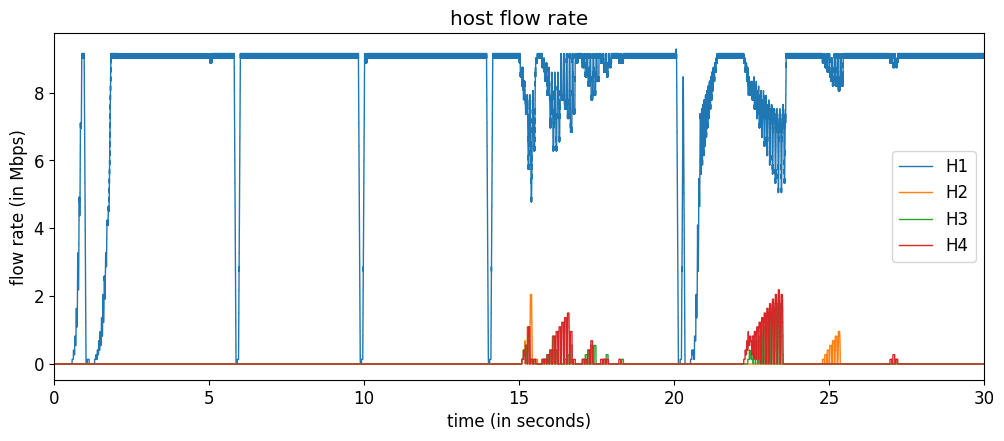 host flow rate
flow rate (in Mbps)
8
6
4
2
0
H1
H2
H3
H4
0 5 10 15 20 25 30
time (in seconds)